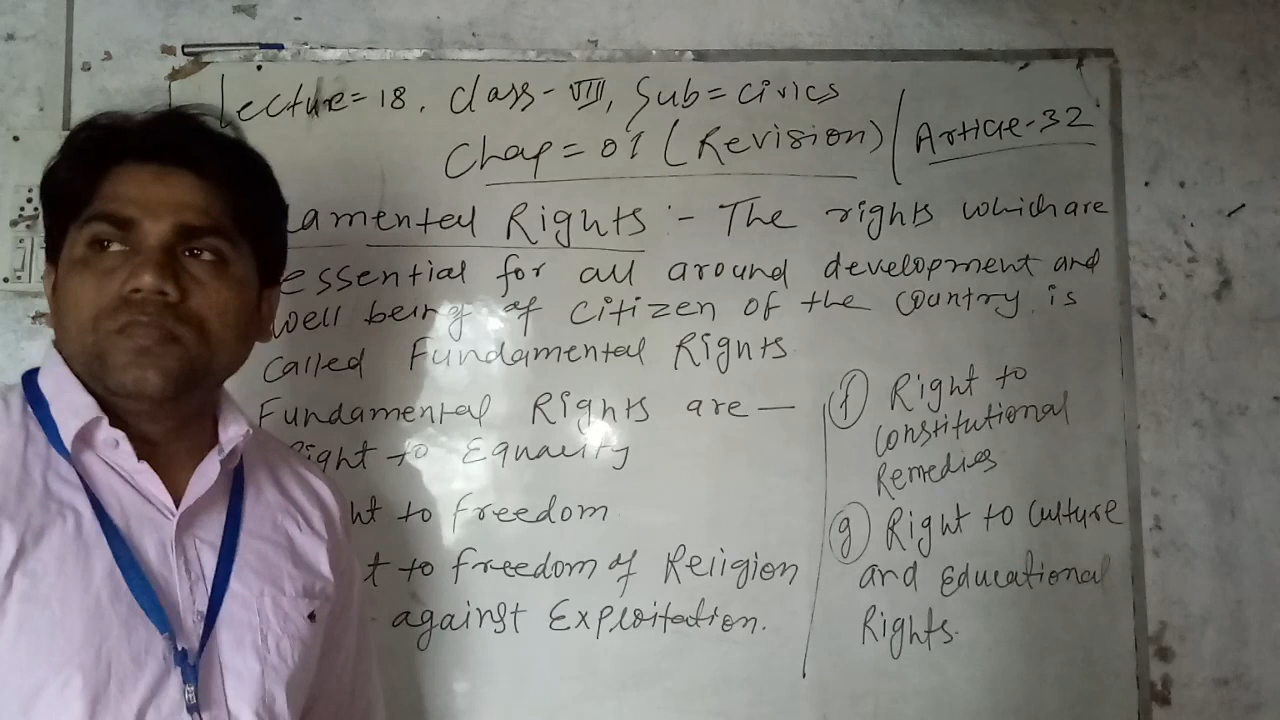 Lecture=18. Class-VIII, Sub=Civics
Chap=01 (Revision)
Article-32
amental Rights :- The rights which are
essential for all around development and
well being of citizen of the country is
called Fundamental Rights.
Fundamental Rights are —
Right to Equality
ht to freedom
t to freedom of Religion
against Exploitation.
(f) Right to
Constitutional
Remedies
(g) Right to Culture
and Educational
Rights.